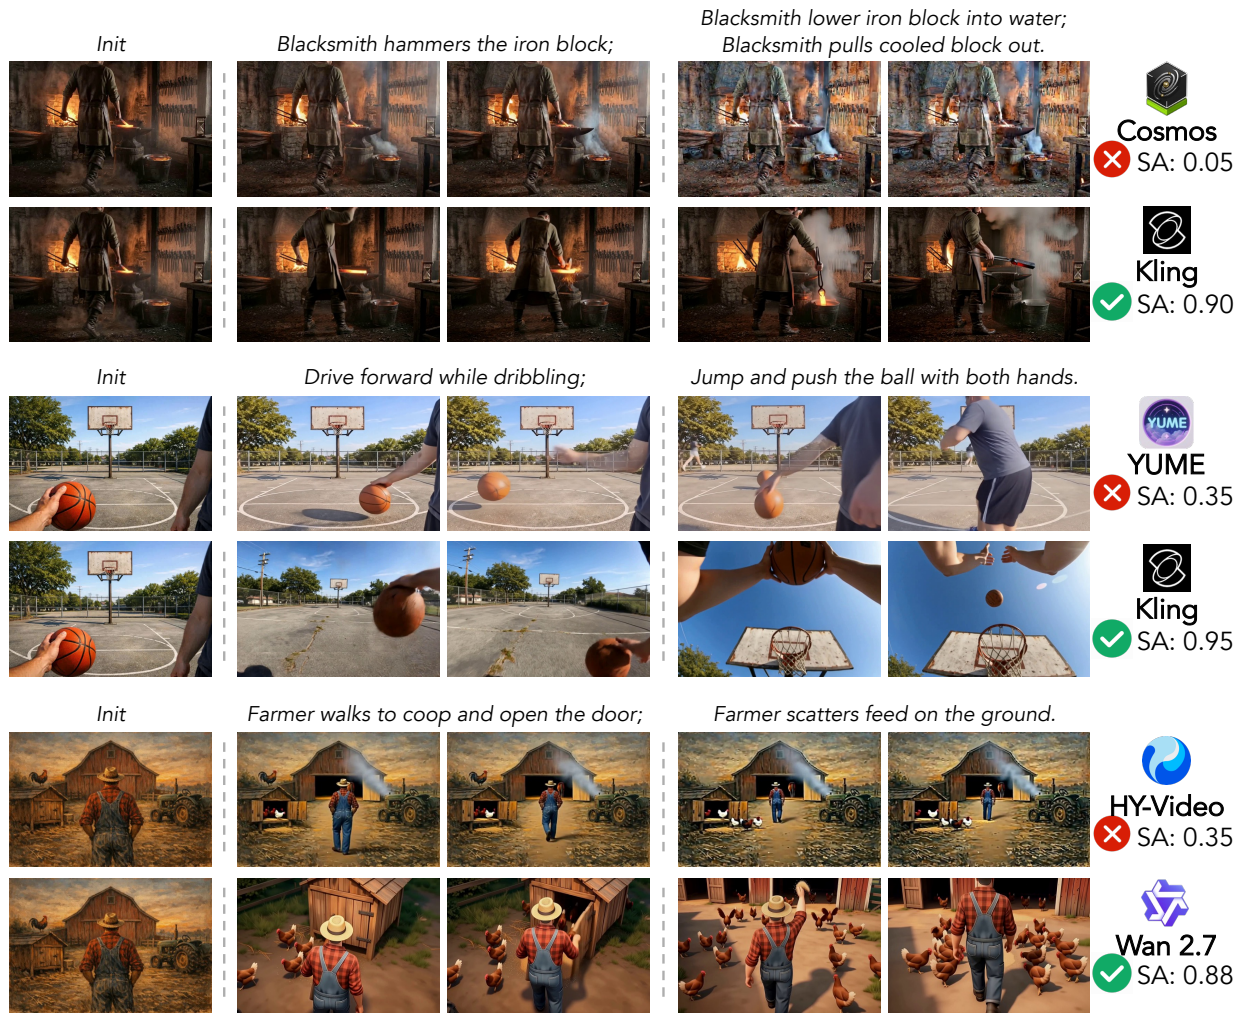 Init
Blacksmith hammers the iron block;
Blacksmith lower iron block into water;
Blacksmith pulls cooled block out.
Cosmos
SA: 0.05
Kling
SA: 0.90
Init
Drive forward while dribbling;
Jump and push the ball with both hands.
YUME
YUME
SA: 0.35
Kling
SA: 0.95
Init
Farmer walks to coop and open the door;
Farmer scatters feed on the ground.
HY-Video
SA: 0.35
Wan 2.7
SA: 0.88